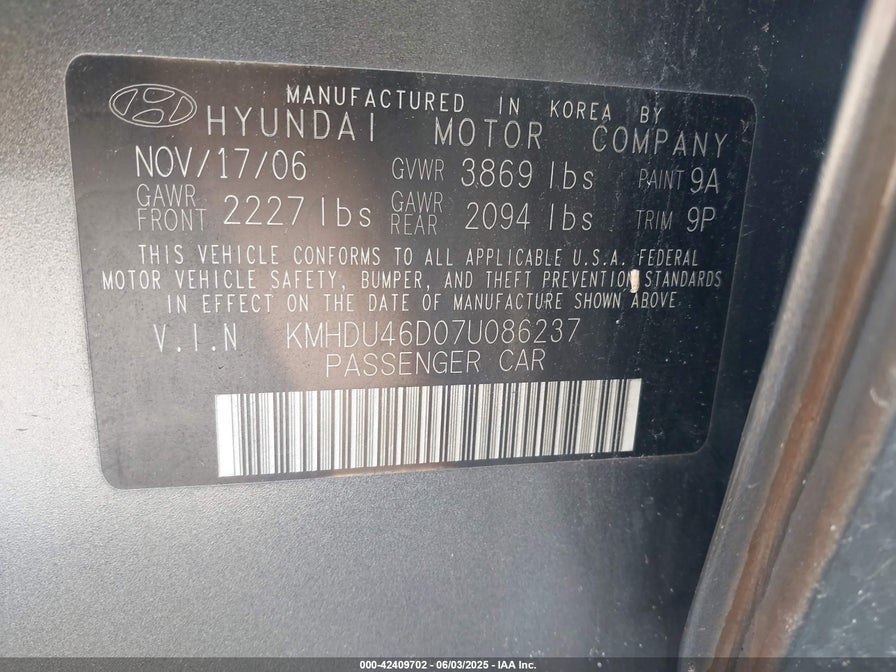 MANUFACTURED IN KOREA BY
HYUNDAI MOTOR COMPANY
NOV/17/06 GVWR 3869 lbs PAINT 9A
GAWR FRONT 2227 lbs GAWR REAR 2094 lbs TRIM 9P
THIS VEHICLE CONFORMS TO ALL APPLICABLE U.S.A. FEDERAL
MOTOR VEHICLE SAFETY, BUMPER, AND THEFT PREVENTION STANDARDS
IN EFFECT ON THE DATE OF MANUFACTURE SHOWN ABOVE
V.I.N KMHDU46D07U086237
PASSENGER CAR
000-42409702 - 06/03/2025 - IAA Inc.